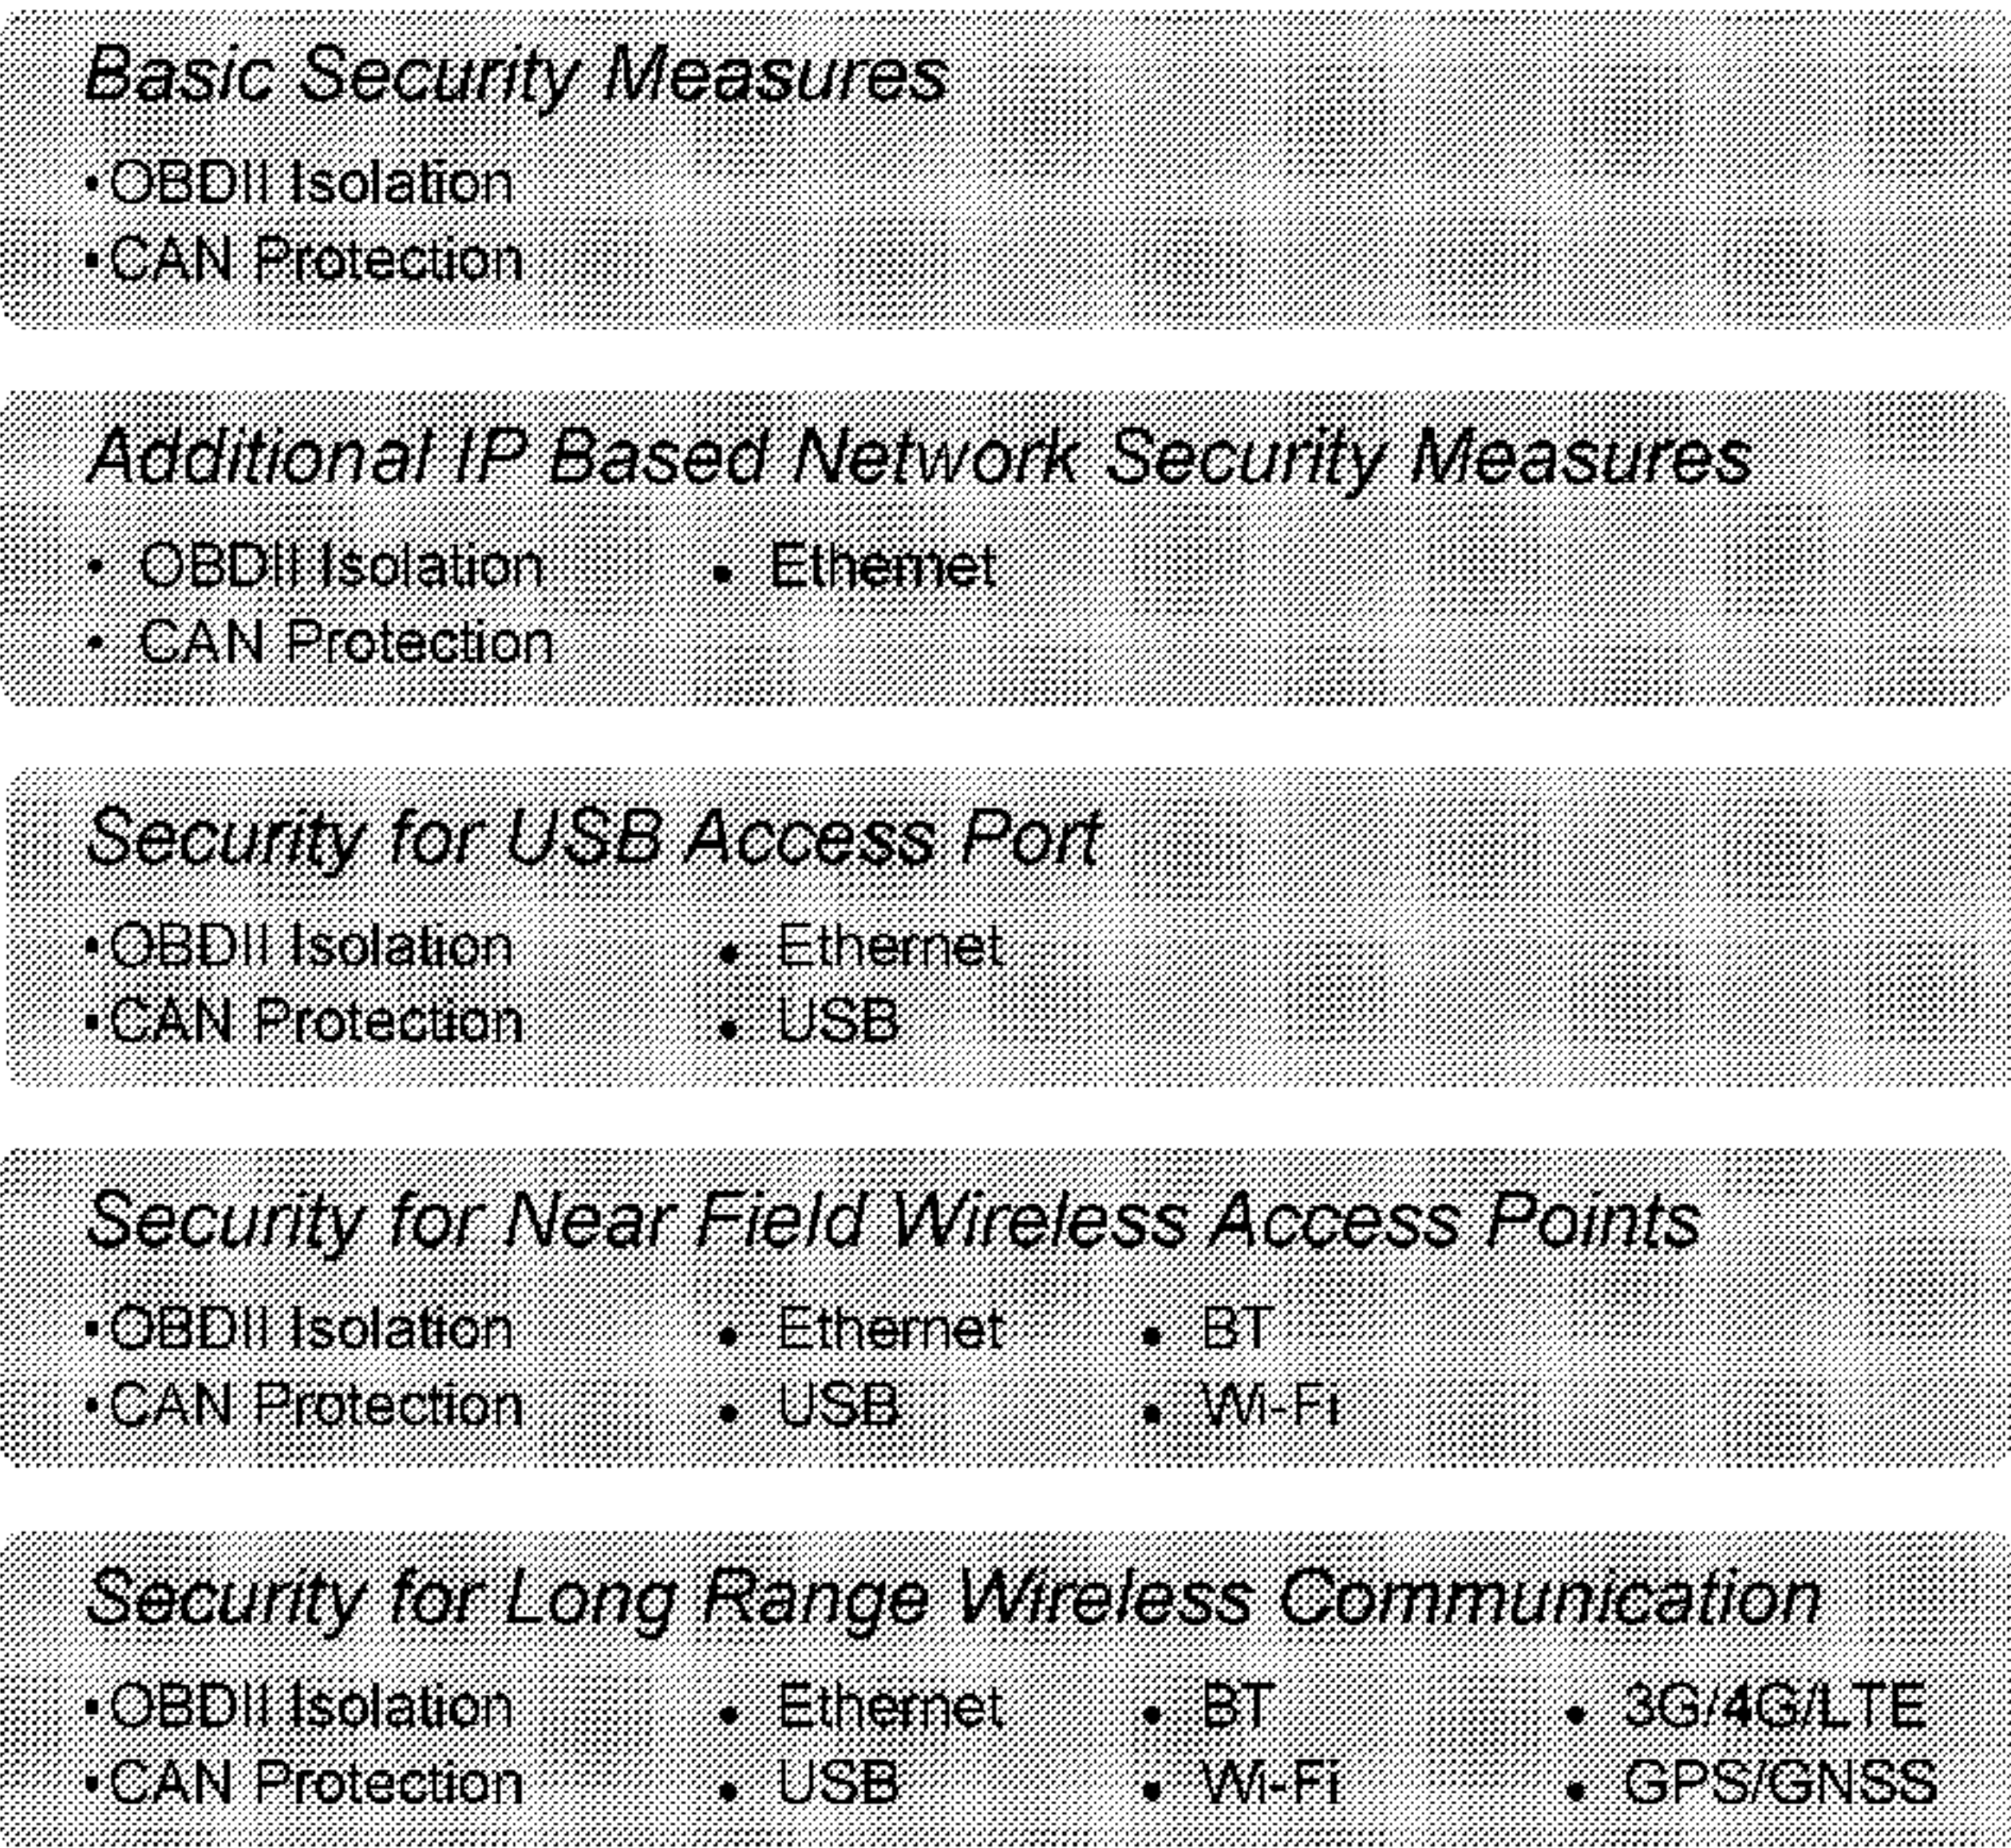 Basic Security Measures
•OBDII Isolation
•CAN Protection
Additional IP Based Network Security Measures
• OBDII Isolation • Ethernet
• CAN Protection
Security for USB Access Port
•OBDII Isolation • Ethernet
•CAN Protection • USB
Security for Near Field Wireless Access Points
•OBDII Isolation • Ethernet • BT
•CAN Protection • USB • Wi-Fi
Security for Long Range Wireless Communication
•OBDII Isolation • Ethernet • BT • 3G/4G/LTE
•CAN Protection • USB • Wi-Fi • GPS/GNSS